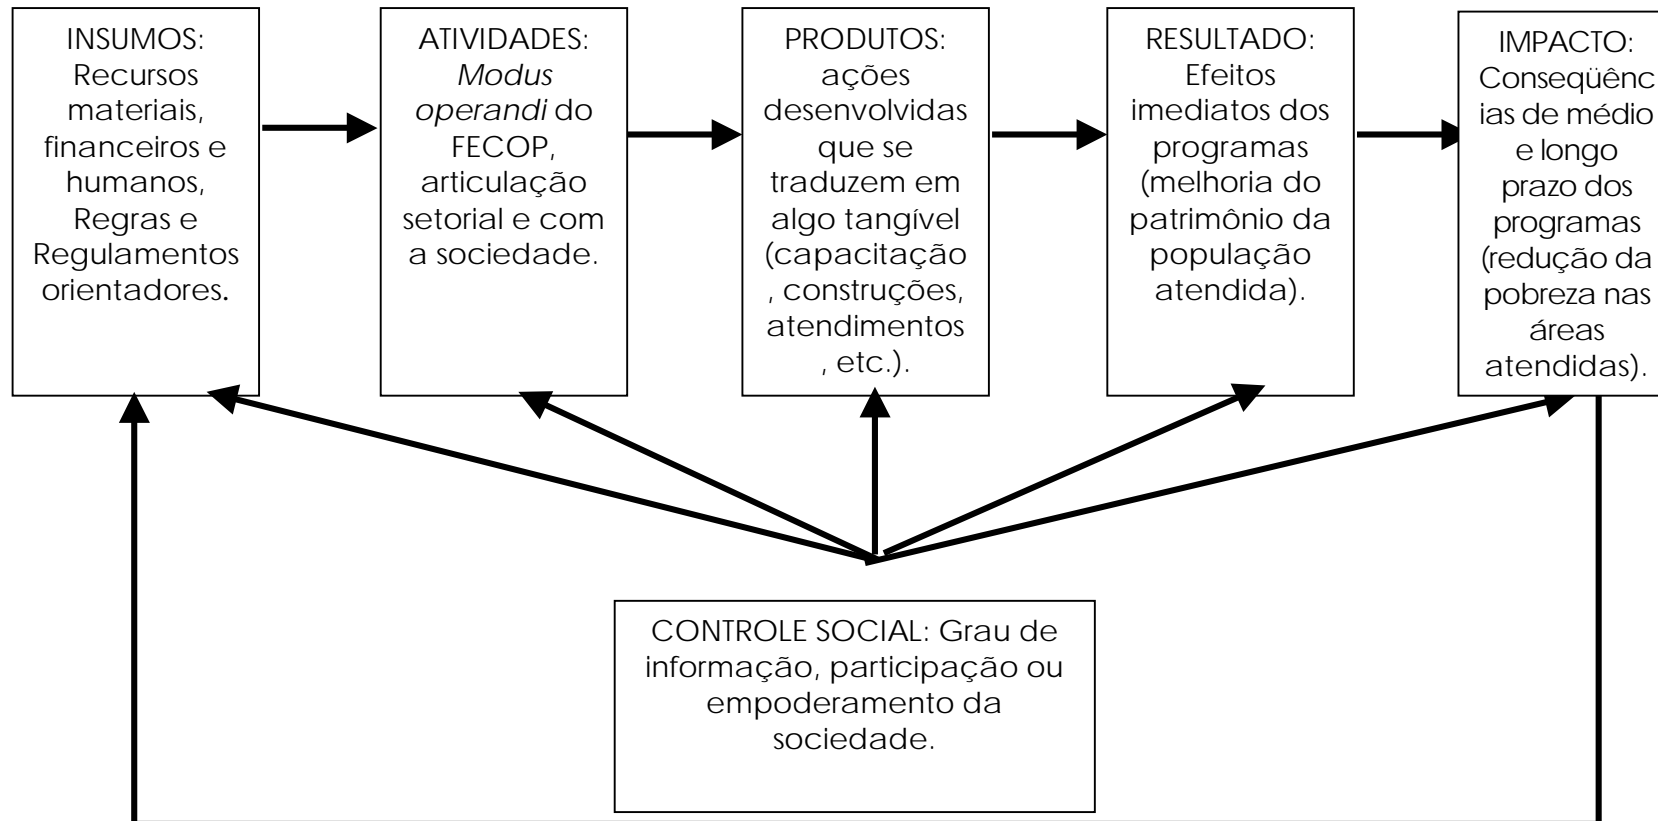 INSUMOS:
Recursos
materiais,
financeiros e
humanos,
Regras e
Regulamentos
orientadores.
ATIVIDADES:
Modus
operandi do
FECOP,
articulação
setorial e com
a sociedade.
PRODUTOS:
ações
desenvolvidas
que se
traduzem em
algo tangível
(capacitação
, construções,
atendimentos
, etc.).
RESULTADO:
Efeitos
imediatos dos
programas
(melhoria do
patrimônio da
população
atendida).
IMPACTO:
Conseqüênc
ias de médio
e longo
prazo dos
programas
(redução da
pobreza nas
áreas
atendidas).
CONTROLE SOCIAL: Grau de
informação, participação ou
empoderamento da
sociedade.